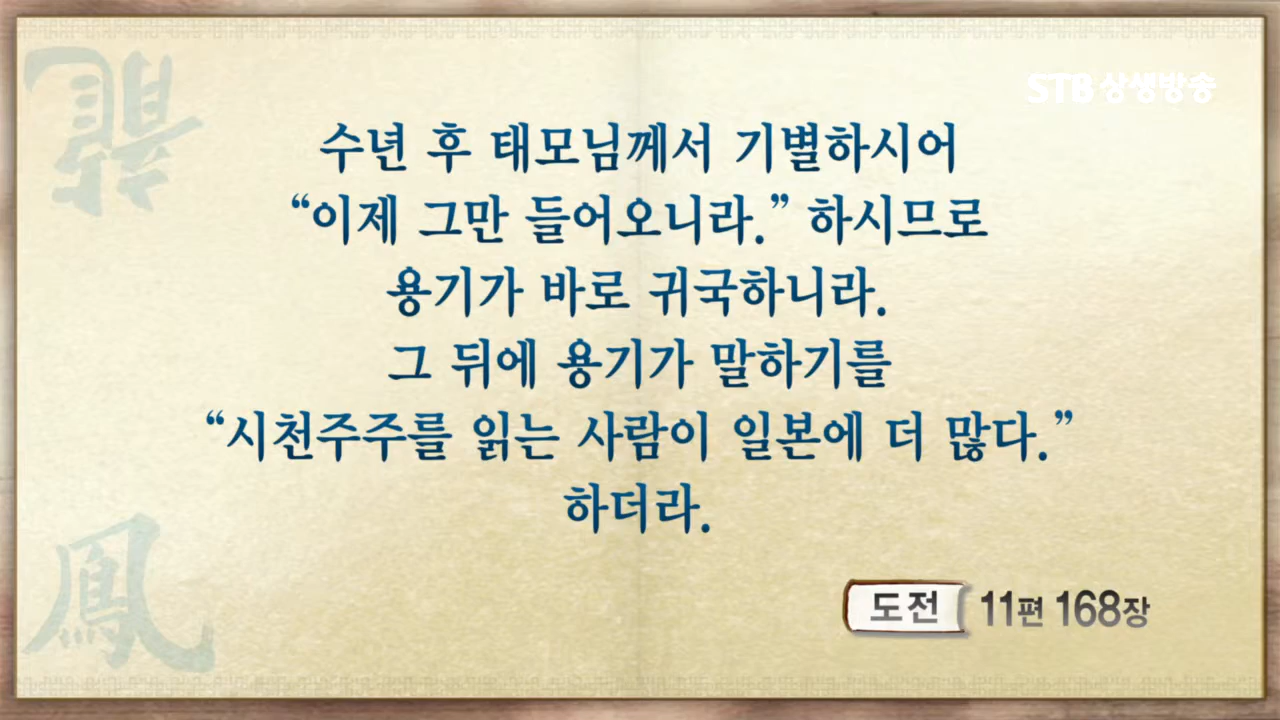 STB 상생방송
수년 후 태모님께서 기별하시어
“이제 그만 들어오니라.” 하시므로
용기가 바로 귀국하니라.
그 뒤에 용기가 말하기를
“시천주주를 읽는 사람이 일본에 더 많다.”
하더라.
鳳
도전 11편 168장